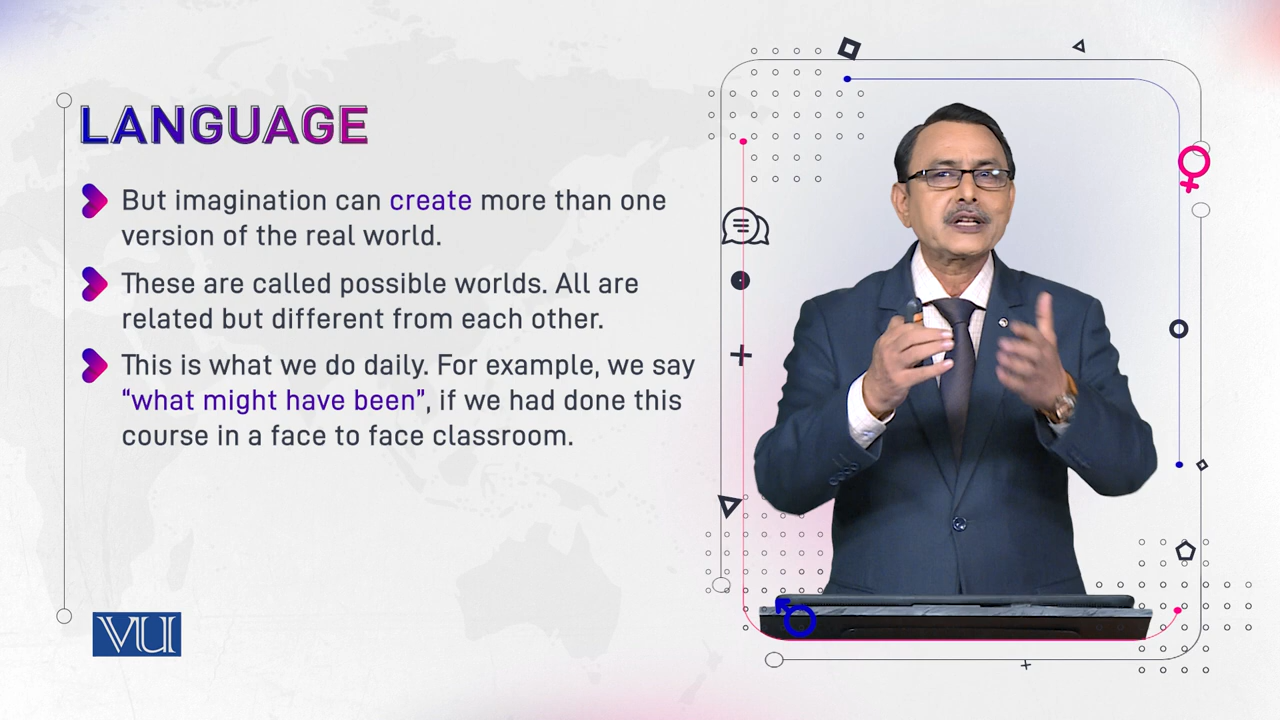 LANGUAGE
But imagination can create more than one
version of the real world.
These are called possible worlds. All are
related but different from each other.
This is what we do daily. For example, we say
“what might have been”, if we had done this
course in a face to face classroom.
VU